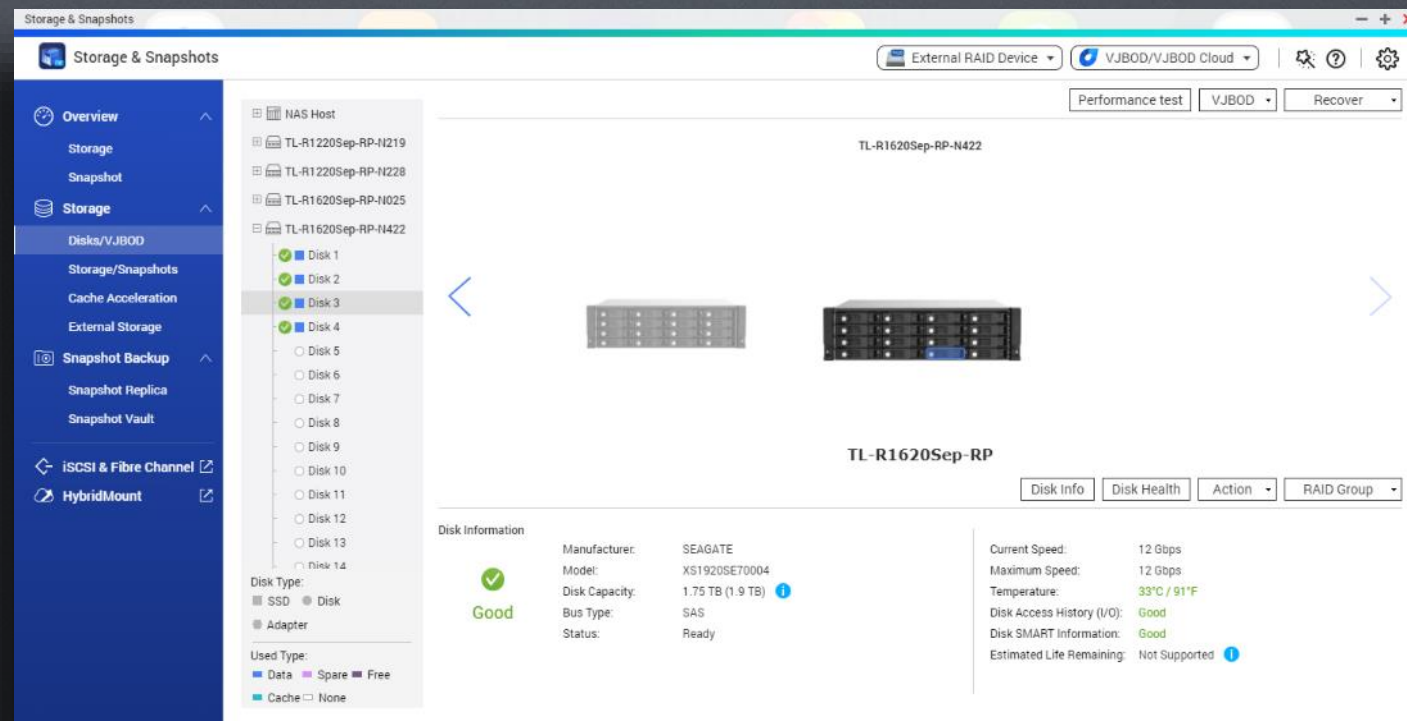 Storage & Snapshots
Storage & Snapshots
External RAID Device
VJBOD/VJBOD Cloud
Overview
Storage
Snapshot
Storage
Disks/VJBOD
Storage/Snapshots
Cache Acceleration
External Storage
Snapshot Backup
Snapshot Replica
Snapshot Vault
iSCSI & Fibre Channel
HybridMount
NAS Host
TL-R1220Sep-RP-N219
TL-R1220Sep-RP-N228
TL-R1620Sep-RP-N025
TL-R1620Sep-RP-N422
Disk 1
Disk 2
Disk 3
Disk 4
Disk 5
Disk 6
Disk 7
Disk 8
Disk 9
Disk 10
Disk 11
Disk 12
Disk 13
Disk 14
Disk Type:
SSD Disk
Adapter
Used Type:
Data Spare Free
Cache None
Performance test VJBOD Recover
TL-R1620Sep-RP-N422
TL-R1620Sep-RP
Disk Info Disk Health Action RAID Group
Disk Information
Good
Manufacturer: SEAGATE
Model: XS1920SE70004
Disk Capacity: 1.75 TB (1.9 TB)
Bus Type: SAS
Status: Ready
Current Speed: 12 Gbps
Maximum Speed: 12 Gbps
Temperature: 33°C / 91°F
Disk Access History (I/O): Good
Disk SMART Information: Good
Estimated Life Remaining: Not Supported